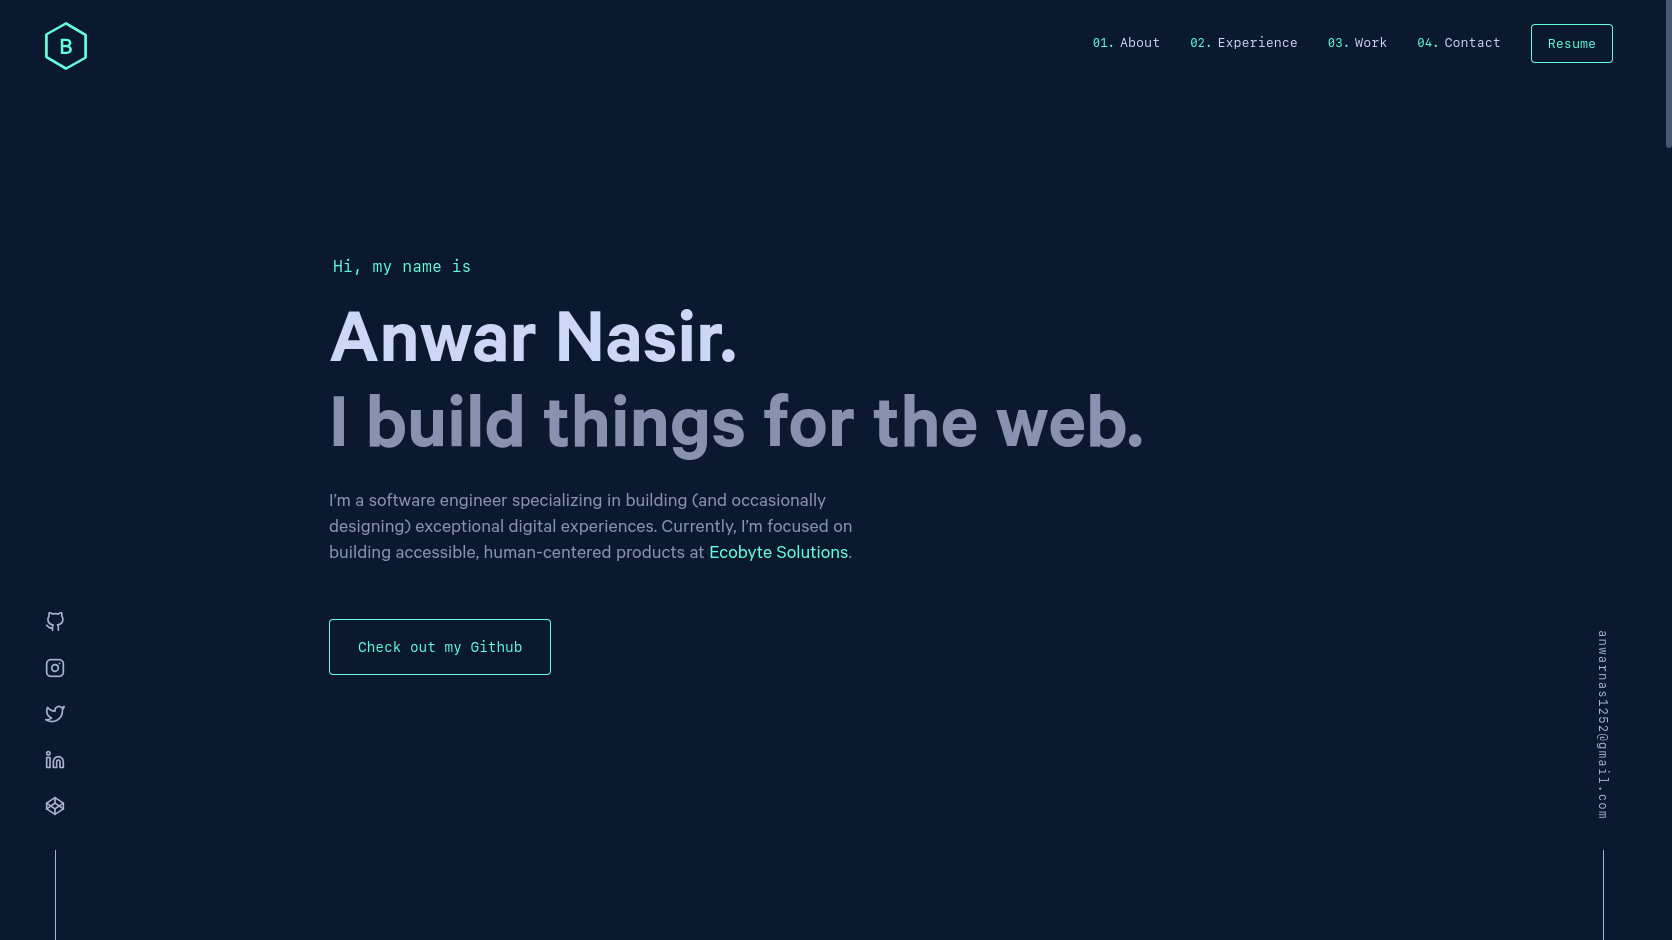 B
01. About 02. Experience 03. Work 04. Contact Resume
Hi, my name is
Anwar Nasir.
I build things for the web.
I'm a software engineer specializing in building (and occasionally
designing) exceptional digital experiences. Currently, I'm focused on
building accessible, human-centered products at Ecobyte Solutions.
Check out my Github
anwarnas1252@gmail.com